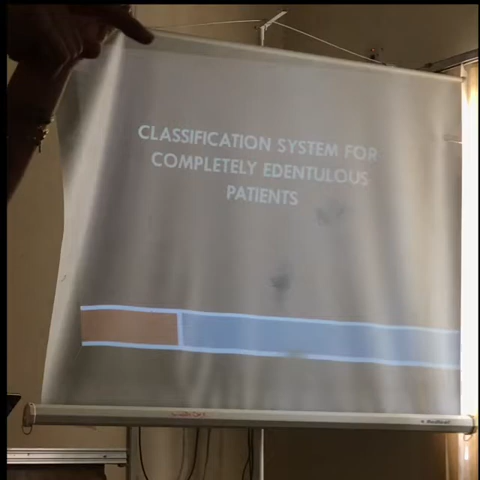 CLASSIFICATION SYSTEM FOR
COMPLETELY EDENTULOUS
PATIENTS